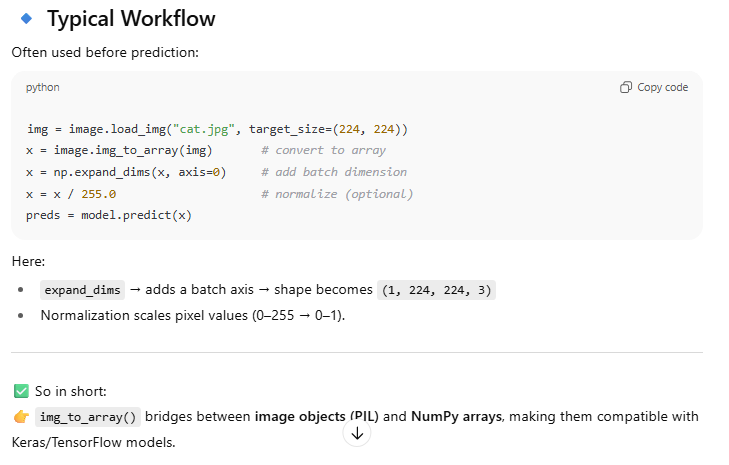 🔹 Typical Workflow
Often used before prediction:
python
Copy code
img = image.load_img("cat.jpg", target_size=(224, 224))
x = image.img_to_array(img)      # convert to array
x = np.expand_dims(x, axis=0)    # add batch dimension
x = x / 255.0                    # normalize (optional)
preds = model.predict(x)
Here:
• expand_dims → adds a batch axis → shape becomes (1, 224, 224, 3)
• Normalization scales pixel values (0–255 → 0–1).
✅ So in short:
👉 img_to_array() bridges between image objects (PIL) and NumPy arrays, making them compatible with
Keras/TensorFlow models.